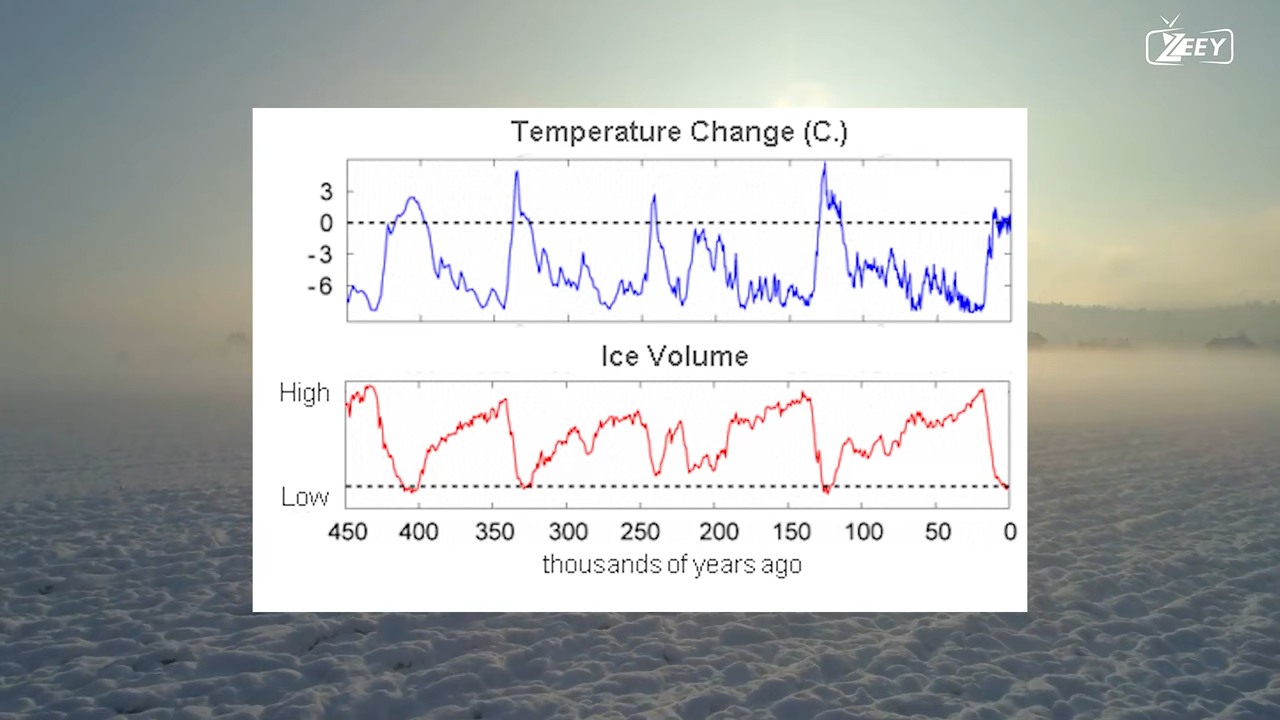 ZEEY
Temperature Change (C.)
3
0
-3
-6
Ice Volume
High
Low
450 400 350 300 250 200 150 100 50 0
thousands of years ago